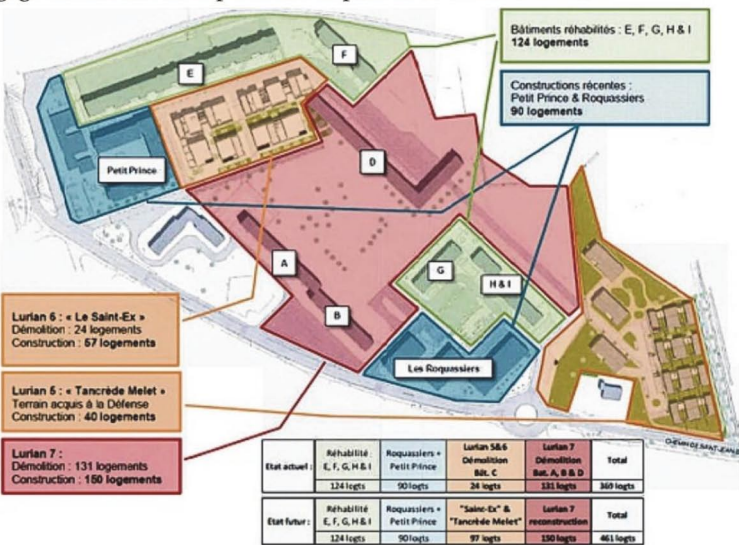 Bâtiments réhabilités : E, F, G, H & I
124 logements
Constructions récentes :
Petit Prince & Roquassiers
90 logements
E
F
Petit Prince
D
A
B
G
H & I
Les Roquassiers
Lurian 6 : « Le Saint-Ex »
Démolition : 24 logements
Construction : 57 logements
Lurian 5 : « Tancrède Melet »
Terrain acquis à la Défense
Construction : 40 logements
Lurian 7 :
Démolition : 131 logements
Construction : 150 logements
CHEMIN DE SAINT-JEAN
Etat actuel : Réhabilité E, F, G, H & I Roquassiers + Petit Prince Lurian 5&6 Démolition Bât. C Lurian 7 Démolition Bat. A, B & D Total
124 logts 90 logts 24 logts 131 logts 369 logts
Etat futur : Réhabilité E, F, G, H & I Roquassiers + Petit Prince "Saint-Ex" & "Tancrède Melet" Lurian 7 reconstruction Total
124 logts 90 logts 97 logts 150 logts 461 logts